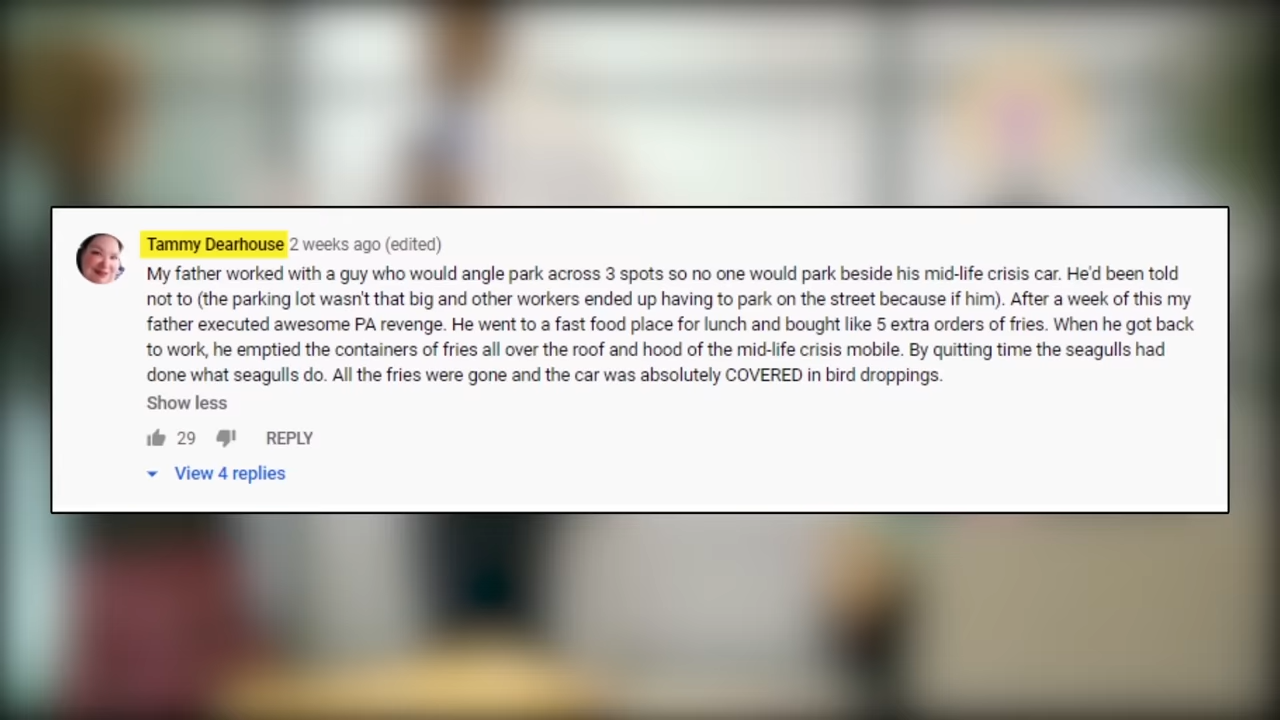 Tammy Dearhouse 2 weeks ago (edited)
My father worked with a guy who would angle park across 3 spots so no one would park beside his mid-life crisis car. He'd been told
not to (the parking lot wasn't that big and other workers ended up having to park on the street because if him). After a week of this my
father executed awesome PA revenge. He went to a fast food place for lunch and bought like 5 extra orders of fries. When he got back
to work, he emptied the containers of fries all over the roof and hood of the mid-life crisis mobile. By quitting time the seagulls had
done what seagulls do. All the fries were gone and the car was absolutely COVERED in bird droppings.
Show less
29 REPLY
View 4 replies